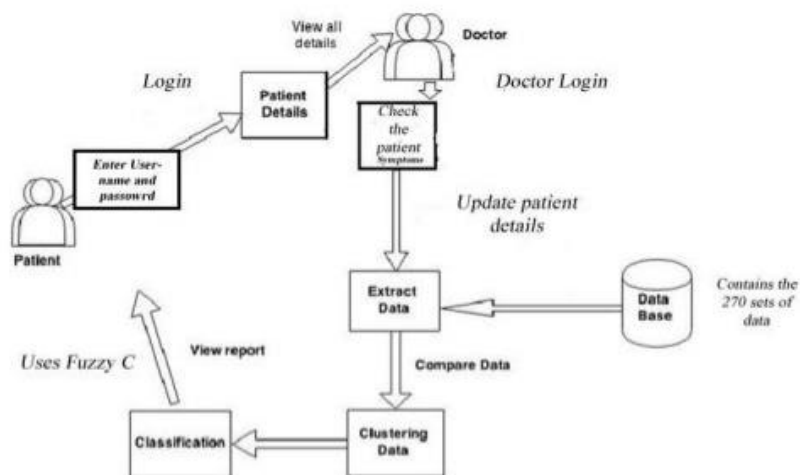 View all
details
Doctor
Login
Doctor Login
Patient
Details
Check
the
patient
Symptoms
Enter User-
name and
passowrd
Update patient
details
Patient
Extract
Data
Data
Base
Contains the
270 sets of
data
View report
Uses Fuzzy C
Compare Data
Classification
Clustering
Data